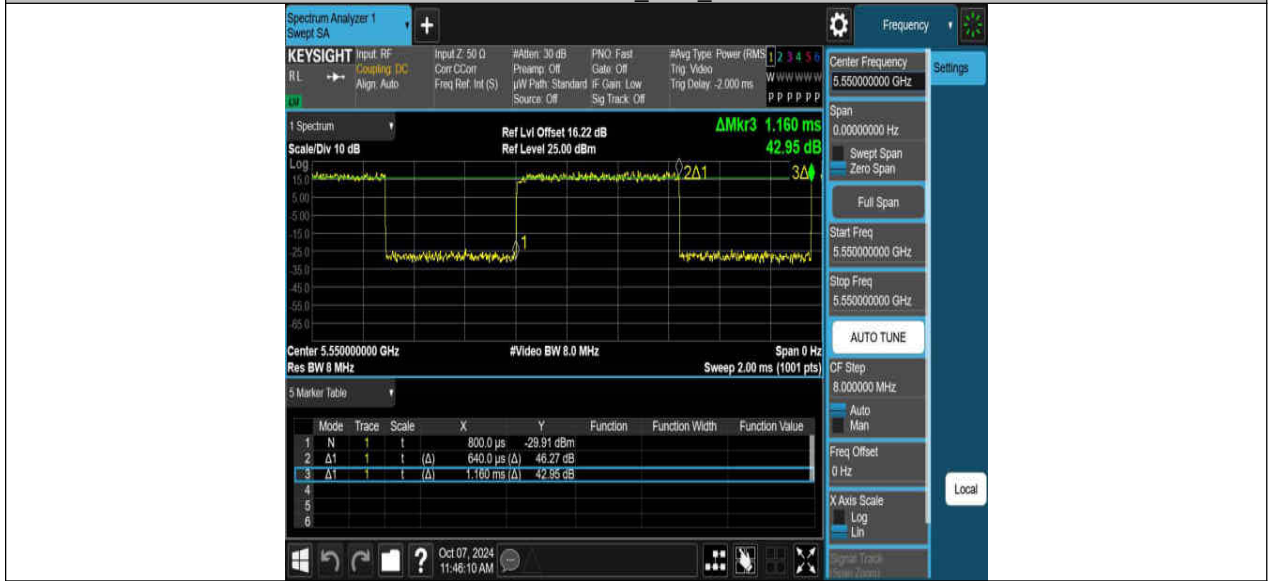 Spectrum Analyzer 1
Swept SA
+
Frequency
KEYSIGHT
RL
Input: RF
Coupling: DC
Align: Auto
Input Z: 50 Ω
Corr CCorr
Freq Ref: Int (S)
#Atten: 30 dB
Preamp: Off
µW Path: Standard
Source: Off
PNO: Fast
Gate: Off
IF Gain: Low
Sig Track: Off
#Avg Type: Power (RMS
Trig: Video
Trig Delay: -2.000 ms
1 2 3 4 5 6
W W W W W W
P P P P P P
Center Frequency
5.550000000 GHz
Settings
Span
0.00000000 Hz
Swept Span
Zero Span
Full Span
Start Freq
5.550000000 GHz
Stop Freq
5.550000000 GHz
AUTO TUNE
CF Step
8.000000 MHz
Auto
Man
Freq Offset
0 Hz
X Axis Scale
Log
Lin
Signal Track
(Span Zoom)
Local
1 Spectrum
Scale/Div 10 dB
Ref Lvl Offset 16.22 dB
Ref Level 25.00 dBm
ΔMkr3 1.160 ms
42.95 dB
Log
15.0
5.00
-5.00
-15.0
-25.0
-35.0
-45.0
-55.0
-65.0
2Δ1
3Δ
1
Center 5.550000000 GHz
#Video BW 8.0 MHz
Span 0 Hz
Res BW 8 MHz
Sweep 2.00 ms (1001 pts)
5 Marker Table
Mode Trace Scale X Y Function Function Width Function Value
1 N 1 t 800.0 µs -29.91 dBm
2 Δ1 1 t (Δ) 640.0 µs (Δ) 46.27 dB
3 Δ1 1 t (Δ) 1.160 ms (Δ) 42.95 dB
4
5
6
?
Oct 07, 2024
11:46:10 AM